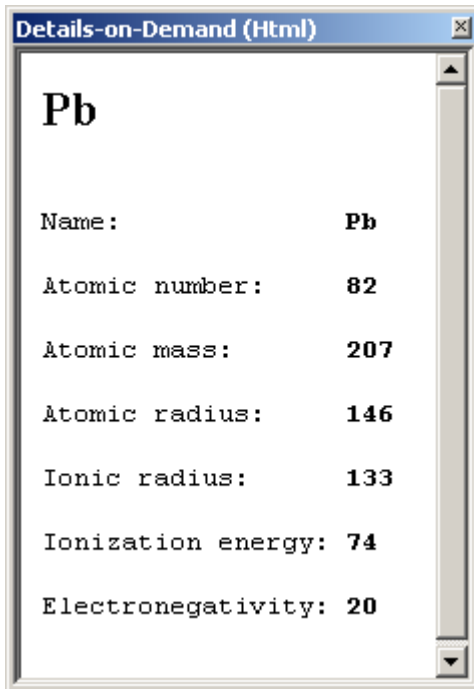 Details-on-Demand (Html)
Pb
Name: Pb
Atomic number: 82
Atomic mass: 207
Atomic radius: 146
Ionic radius: 133
Ionization energy: 74
Electronegativity: 20